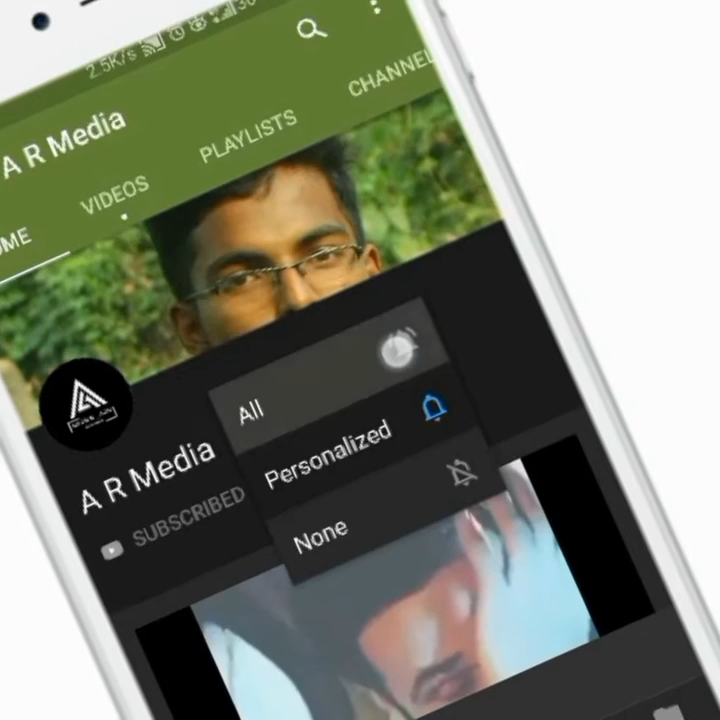 2.5K/s
A R Media
HOME
VIDEOS
PLAYLISTS
CHANNEL
All
Personalized
None
A R Media
SUBSCRIBED